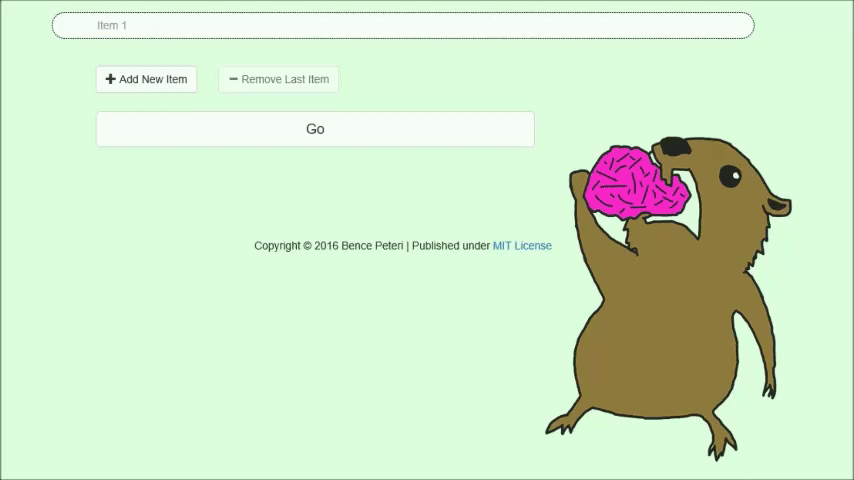 Item 1
Add New Item
Remove Last Item
Go
Copyright © 2016 Bence Peteri | Published under MIT License